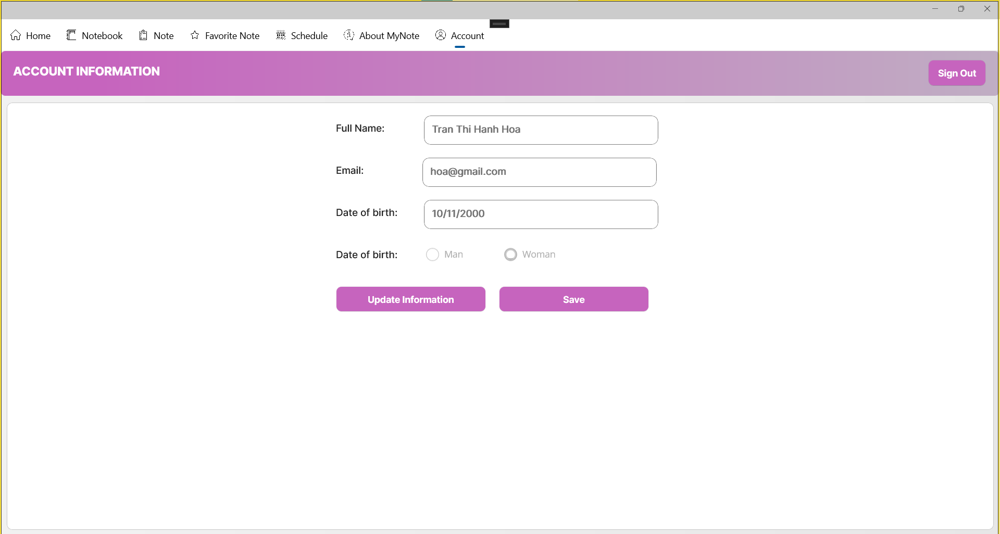 Home Notebook Note Favorite Note Schedule About MyNote Account
ACCOUNT INFORMATION
Sign Out
Full Name: Tran Thi Hanh Hoa
Email: hoa@gmail.com
Date of birth: 10/11/2000
Date of birth: Man Woman
Update Information Save